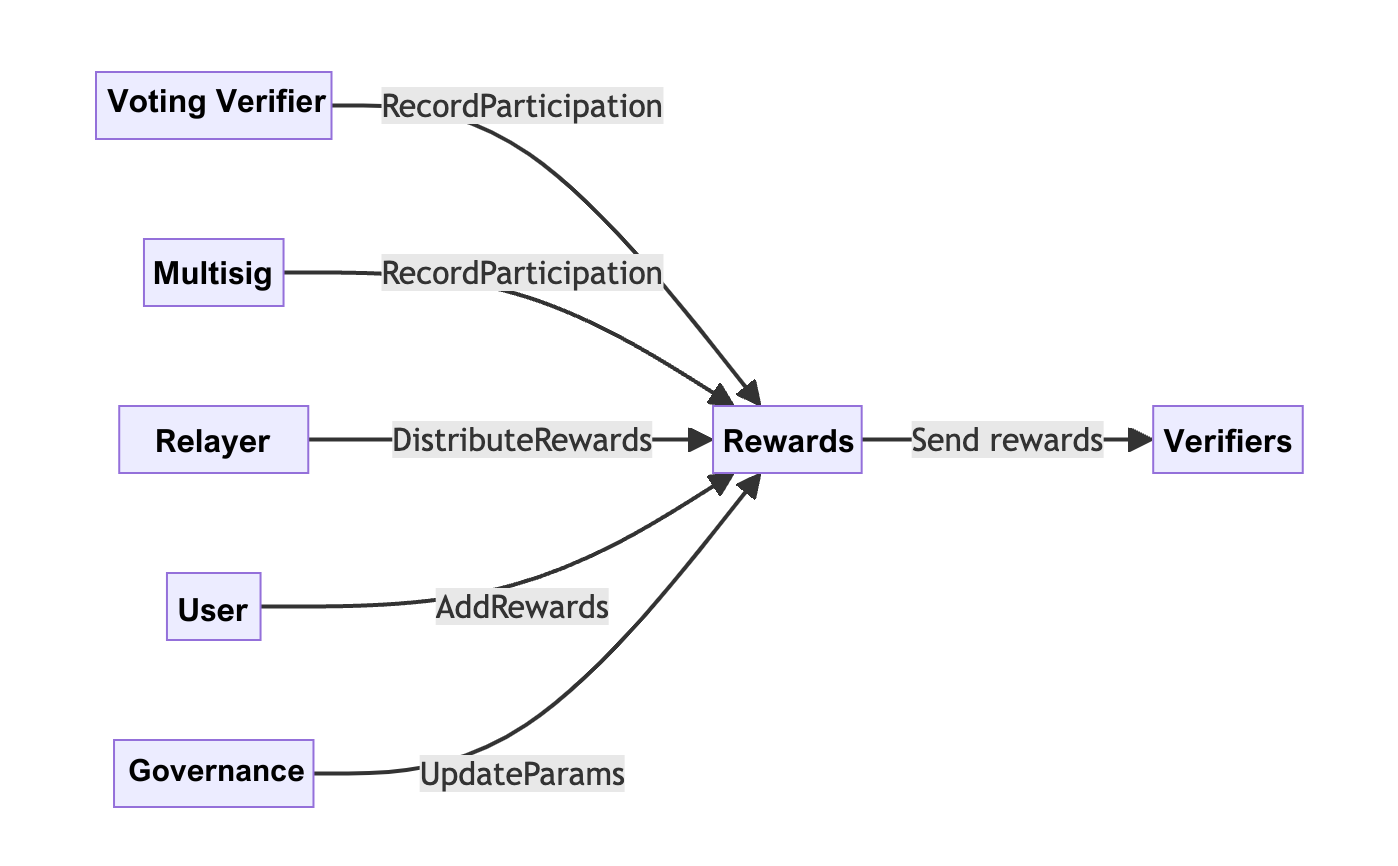 Voting Verifier
RecordParticipation
Multisig
RecordParticipation
Relayer
DistributeRewards
Rewards
Send rewards
Verifiers
User
AddRewards
Governance
UpdateParams